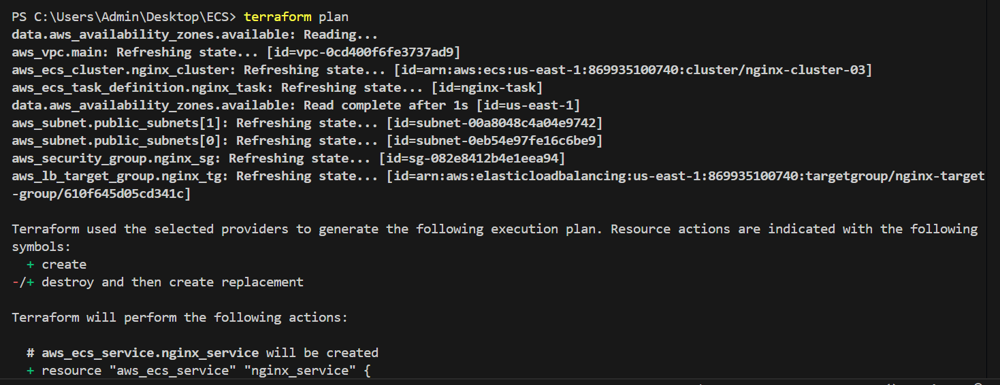 PS C:\Users\Admin\Desktop\ECS> terraform plan
data.aws_availability_zones.available: Reading...
aws_vpc.main: Refreshing state... [id=vpc-0cd400f6fe3737ad9]
aws_ecs_cluster.nginx_cluster: Refreshing state... [id=arn:aws:ecs:us-east-1:869935100740:cluster/nginx-cluster-03]
aws_ecs_task_definition.nginx_task: Refreshing state... [id=nginx-task]
data.aws_availability_zones.available: Read complete after 1s [id=us-east-1]
aws_subnet.public_subnets[1]: Refreshing state... [id=subnet-00a8048c4a04e9742]
aws_subnet.public_subnets[0]: Refreshing state... [id=subnet-0eb54e97fe16c6be9]
aws_security_group.nginx_sg: Refreshing state... [id=sg-082e8412b4e1eea94]
aws_lb_target_group.nginx_tg: Refreshing state... [id=arn:aws:elasticloadbalancing:us-east-1:869935100740:targetgroup/nginx-target
-group/610f645d05cd341c]
Terraform used the selected providers to generate the following execution plan. Resource actions are indicated with the following
symbols:
  + create
-/+ destroy and then create replacement
Terraform will perform the following actions:
  # aws_ecs_service.nginx_service will be created
  + resource "aws_ecs_service" "nginx_service" {